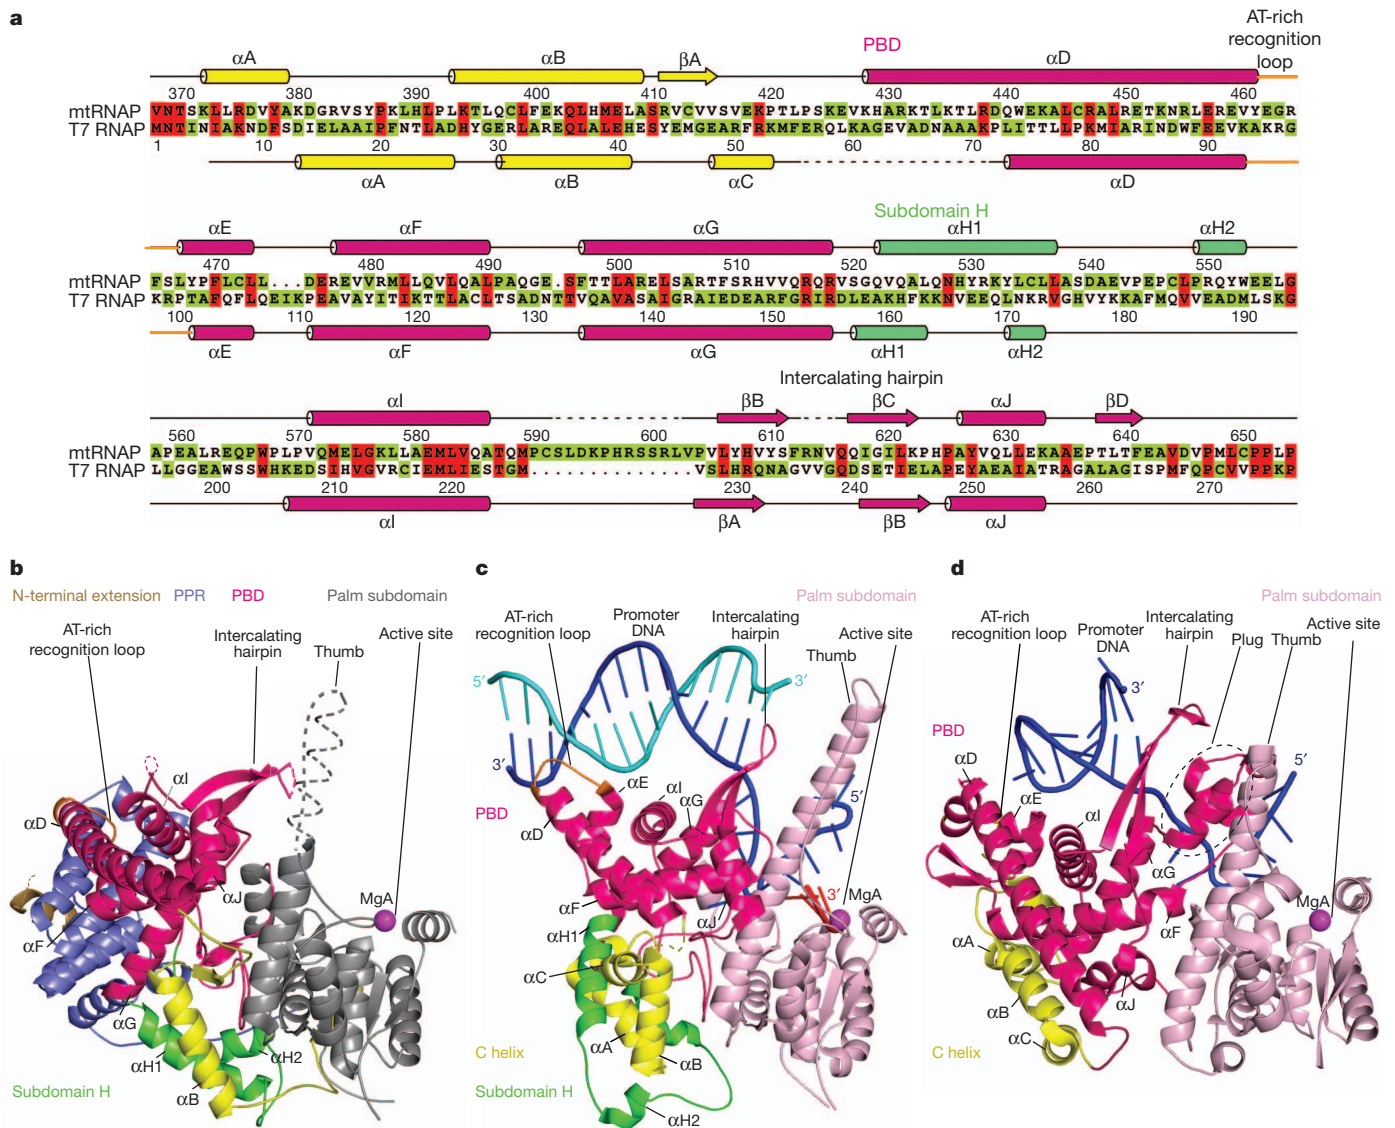 a
PBD
AT-rich recognition loop
αA αB βA αD
370 380 390 400 410 420 430 440 450 460
mtRNAP VNTSKLLRDVYAKDGRVSYPKLHLPLKTLQCLFEKQLHMELASRVCVVSVEKPTLPSKEVKHARKTLKTLRDQWEKALCRALRETKNRLEREVYEGR
T7 RNAP MNTINIAKNDFSDIELAAIPFNTLADHYGERLAREQLALEHESYEMGEARFRKMFERQLKAGEVADNAAAKPLITTLLPKMIARINDWFEEVKAKRG
1 10 20 30 40 50 60 70 80 90
αA αB αC αD
Subdomain H
αE αF αG αH1 αH2
470 480 490 500 510 520 530 540 550
mtRNAP FSLYPFLCLL...DEREVVRMLLQVLQALPAQGE.SFTTLARELSARTFSRHVVQRQRVSGQVQALQNHYRKYLCLLASDAEVPEPCLPRQYWEELG
T7 RNAP KRPTAFQFLQEIKPEAVAYITIKTTLACLTSADNTTVQAVASAIGRAIEDEARFGRIRDLEAKHFKKNVEEQLNKRVGHVYKKAFMQVVEADMLSKG
100 110 120 130 140 150 160 170 180 190
αE αF αG αH1 αH2
Intercalating hairpin
αI βB βC αJ βD
560 570 580 590 600 610 620 630 640 650
mtRNAP APEALREQPWPLPVQMELGKLLAEMLVQATQMPCSLDKPHRSSRLVPVLYHVYSFRNVQQIGILKPHPAYVQLLEKAAEPTLTFEAVDVPMLCPPLP
T7 RNAP LLGGEAWSSWHKEDSIHVGVRCIEMLIESTGM..............VSLHRQNAGVVGQDSETIELAPEYAEAIATRAGALAGISPMFQPCVVPPKP
200 210 220 230 240 250 260 270
αI βA βB αJ
b
N-terminal extension PPR PBD Palm subdomain
AT-rich
recognition loop
Intercalating
hairpin
Thumb
Active site
αI
αD
αJ
MgA
αF
αG
αH1
αH2
αB
Subdomain H
c
Palm subdomain
AT-rich
recognition loop
Promoter
DNA
Intercalating
hairpin
Active site
Thumb
5′
3′
3′
αE
αI
αG
5′
PBD
αD
3′
MgA
αF
αJ
αH1
αC
αA
αB
Subdomain H
αH2
d
Palm subdomain
AT-rich
recognition loop
Promoter
DNA
Intercalating
hairpin
Plug
Thumb
Active site
3′
5′
PBD
αD
αE
αI
αG
MgA
αF
αA
αB
αJ
αC
C helix